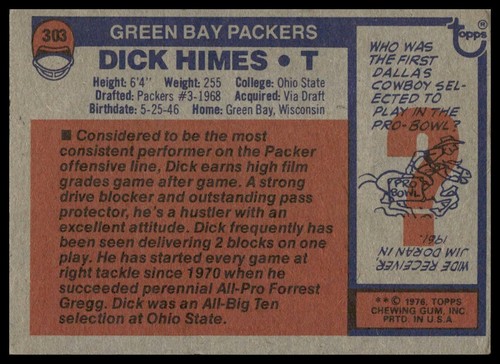 303
GREEN BAY PACKERS
DICK HIMES • T
Height: 6'4" Weight: 255 College: Ohio State
Drafted: Packers #3-1968 Acquired: Via Draft
Birthdate: 5-25-46 Home: Green Bay, Wisconsin
■ Considered to be the most
consistent performer on the Packer
offensive line, Dick earns high film
grades game after game. A strong
drive blocker and outstanding pass
protector, he's a hustler with an
excellent attitude. Dick frequently has
been seen delivering 2 blocks on one
play. He has started every game at
right tackle since 1970 when he
succeeded perennial All-Pro Forrest
Gregg. Dick was an All-Big Ten
selection at Ohio State.
Topps
WHO WAS
THE FIRST
DALLAS
COWBOY SEL-
ECTED TO
PLAY IN THE
PRO-BOWL?
?
PRO
BOWL
WIDE RECEIVER,
JIM DORAN IN
1961.
** © 1976, TOPPS
CHEWING GUM, INC
PRTD. IN U.S.A.